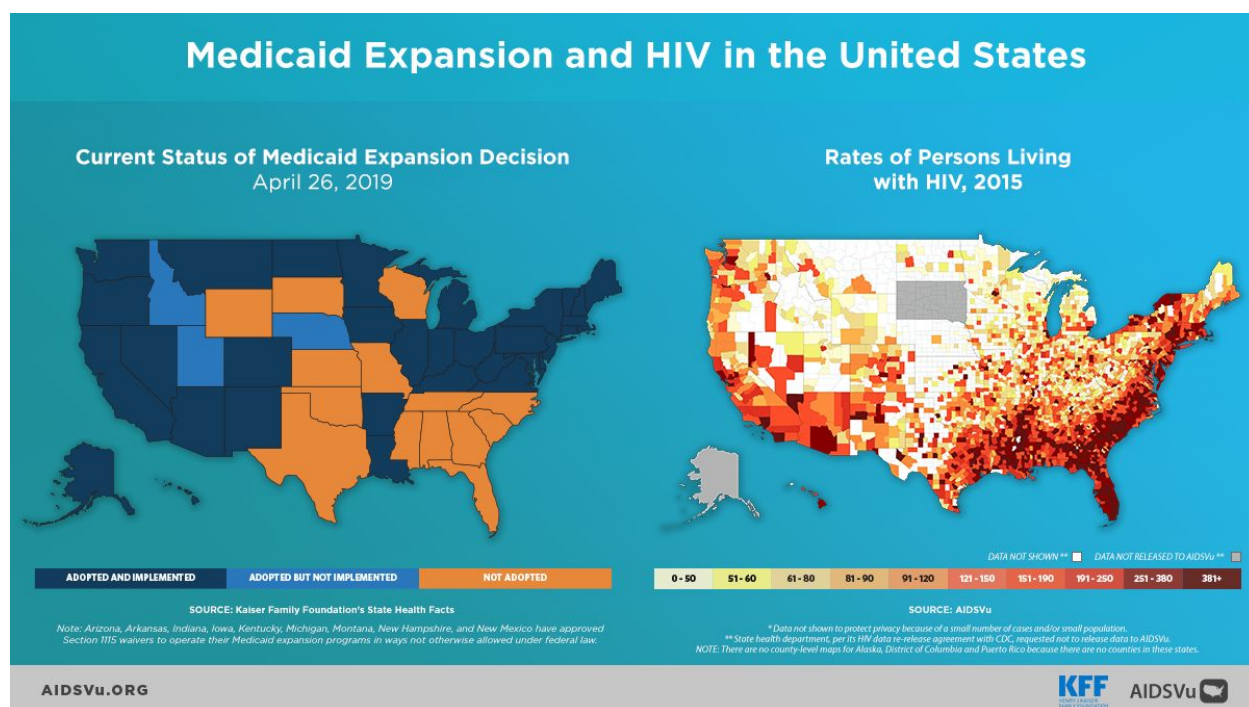 Medicaid Expansion and HIV in the United States
Current Status of Medicaid Expansion Decision
April 26, 2019
Rates of Persons Living
with HIV, 2015
DATA NOT SHOWN ** DATA NOT RELEASED TO AIDSVu **
ADOPTED AND IMPLEMENTED ADOPTED BUT NOT IMPLEMENTED NOT ADOPTED
0 - 50 51 - 60 61 - 80 81 - 90 91 - 120 121 - 150 151 - 190 191 - 250 251 - 380 381+
SOURCE: Kaiser Family Foundation's State Health Facts
Note: Arizona, Arkansas, Indiana, Iowa, Kentucky, Michigan, Montana, New Hampshire, and New Mexico have approved
Section 1115 waivers to operate their Medicaid expansion programs in ways not otherwise allowed under federal law.
SOURCE: AIDSVu
* Data not shown to protect privacy because of a small number of cases and/or small population.
** State health department, per its HIV data re-release agreement with CDC, requested not to release data to AIDSVu.
NOTE: There are no county-level maps for Alaska, District of Columbia and Puerto Rico because there are no counties in these states.
AIDSVu.ORG
KFF
HENRY J KAISER
FAMILY FOUNDATION
AIDSVu